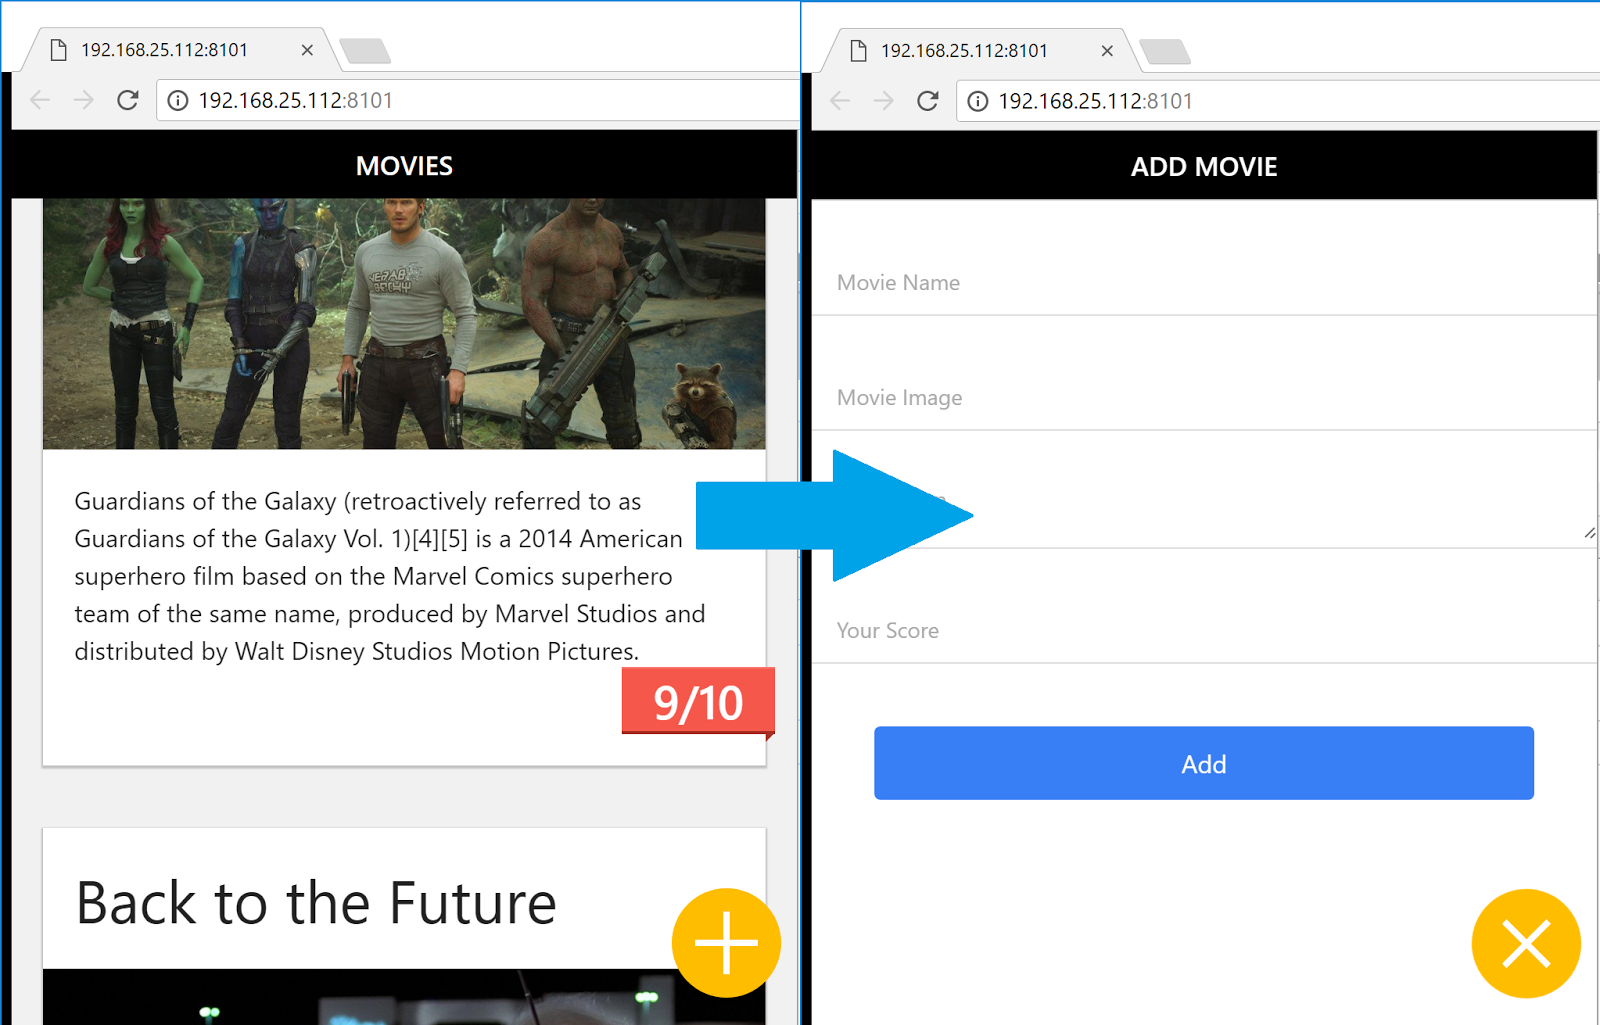 192.168.25.112:8101
192.168.25.112:8101
MOVIES
Guardians of the Galaxy (retroactively referred to as
Guardians of the Galaxy Vol. 1)[4][5] is a 2014 American
superhero film based on the Marvel Comics superhero
team of the same name, produced by Marvel Studios and
distributed by Walt Disney Studios Motion Pictures.
9/10
Back to the Future
192.168.25.112:8101
192.168.25.112:8101
ADD MOVIE
Movie Name
Movie Image
Your Score
Add